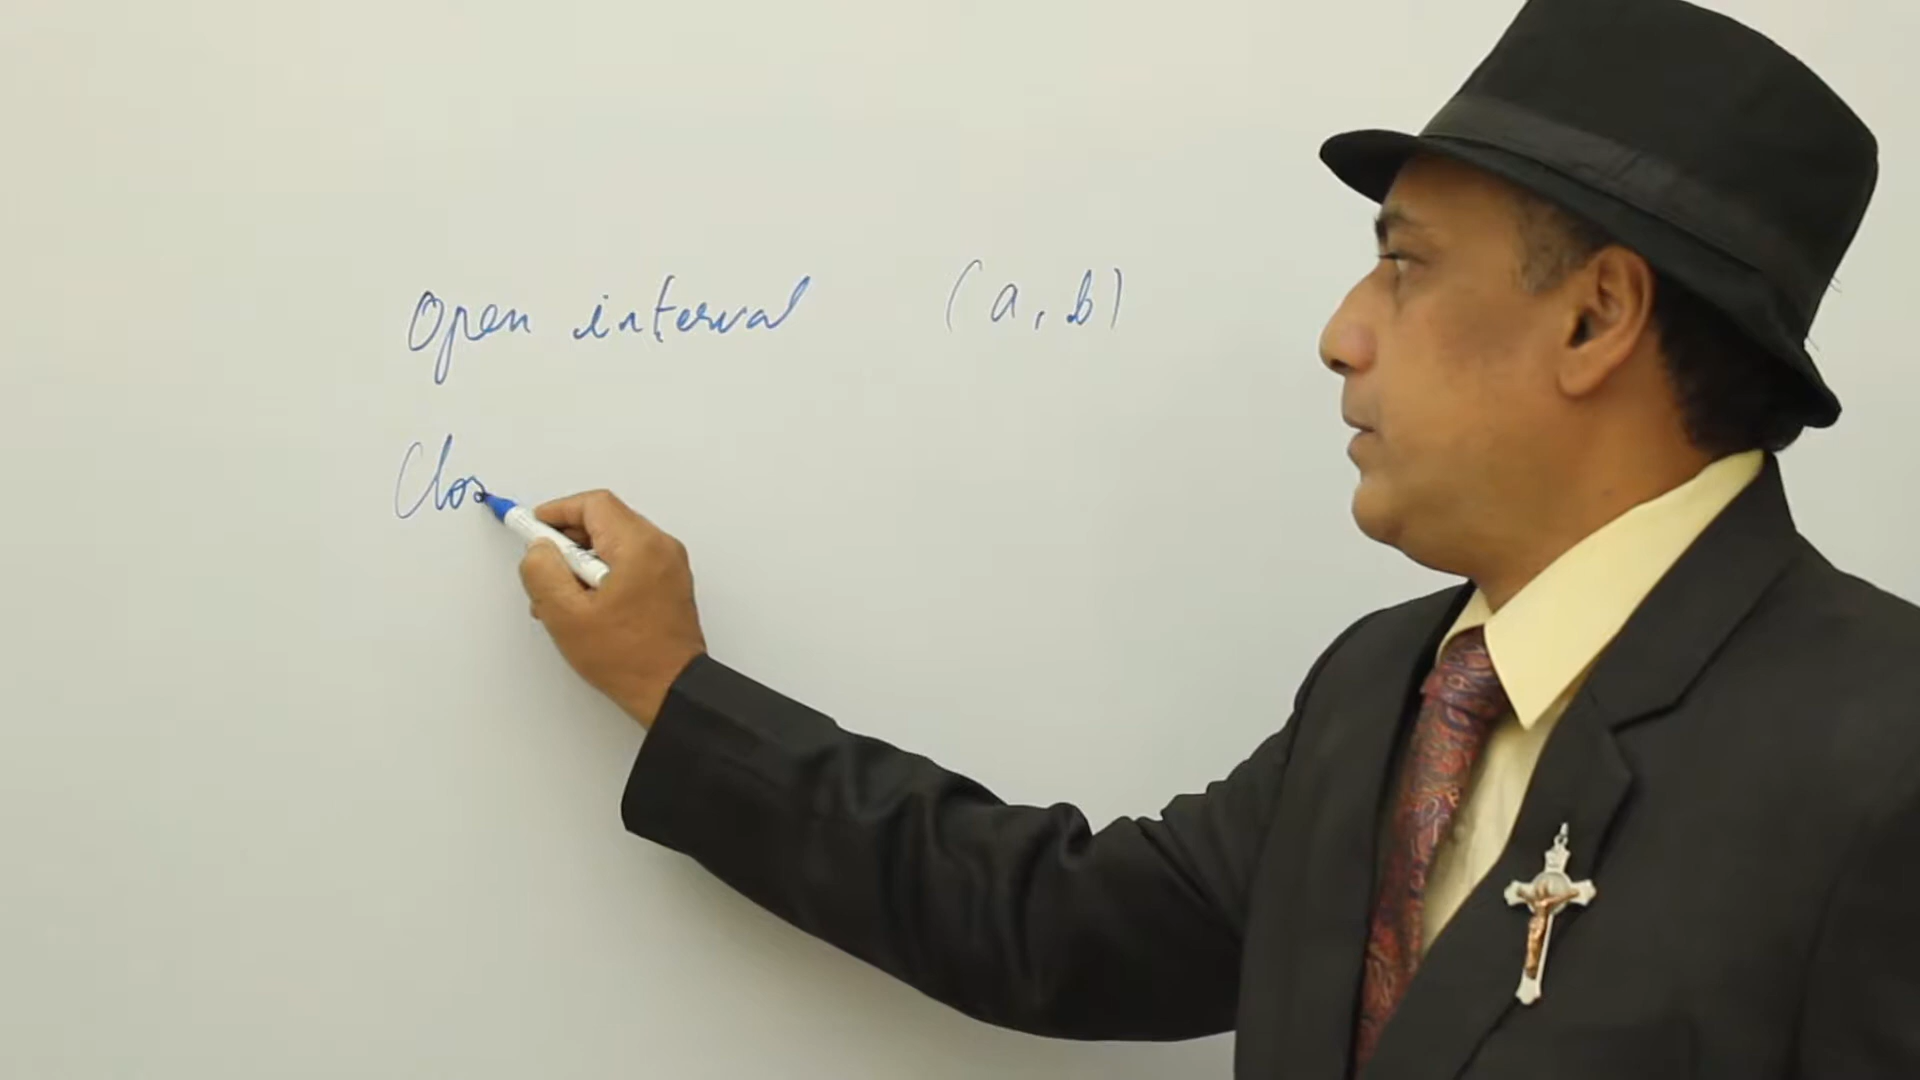 Open interval (a, b)
Clos